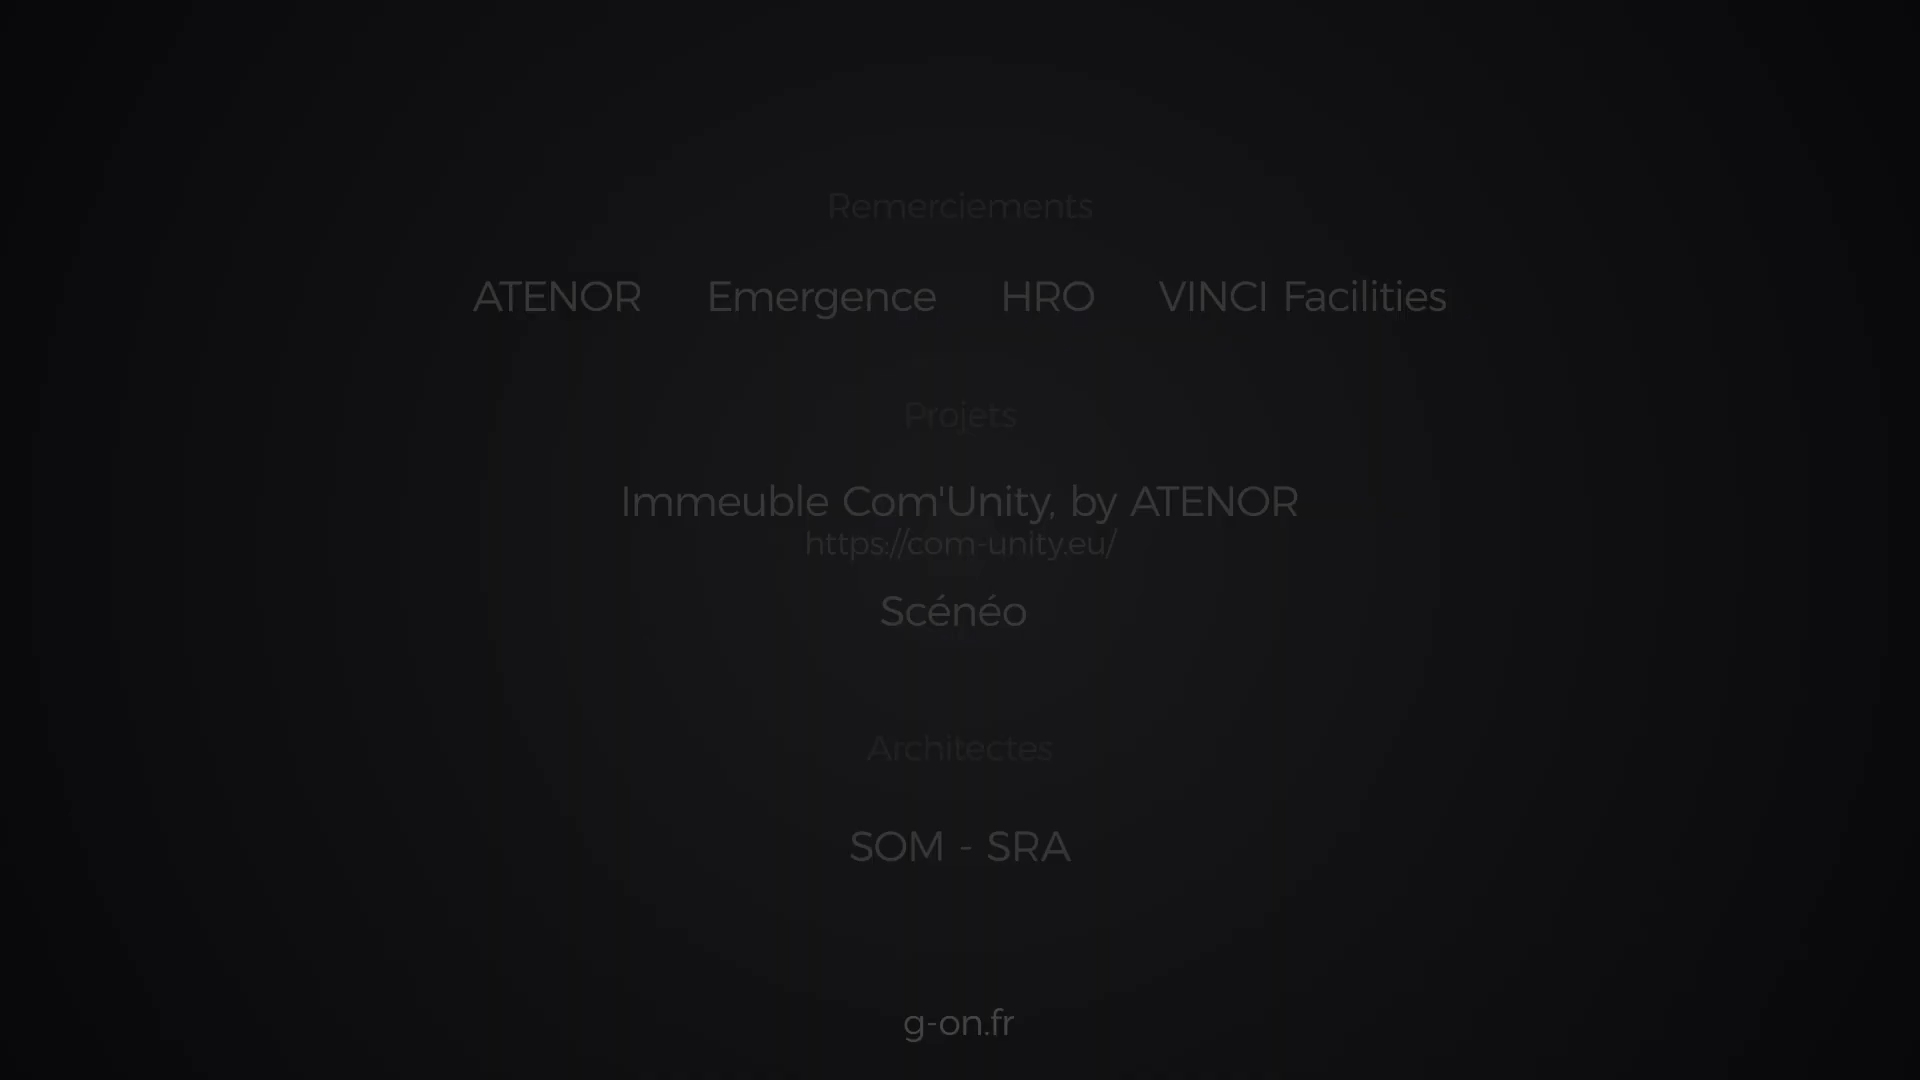 Remerciements
ATENOR Emergence HRO VINCI Facilities
Projets
Immeuble Com'Unity, by ATENOR
https://com-unity.eu/
Scénéo
Architectes
SOM - SRA
g-on.fr